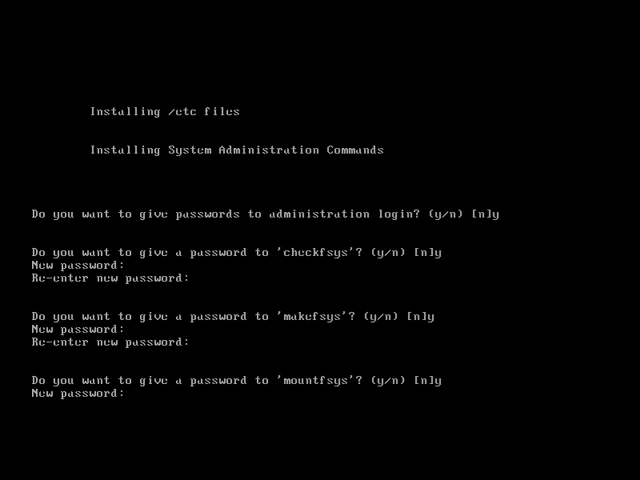 Installing /etc files
Installing System Administration Commands
Do you want to give passwords to administration login? (y/n) [n]y
Do you want to give a password to 'checkfsys'? (y/n) [n]y
New password:
Re-enter new password:
Do you want to give a password to 'makefsys'? (y/n) [n]y
New password:
Re-enter new password:
Do you want to give a password to 'mountfsys'? (y/n) [n]y
New password: